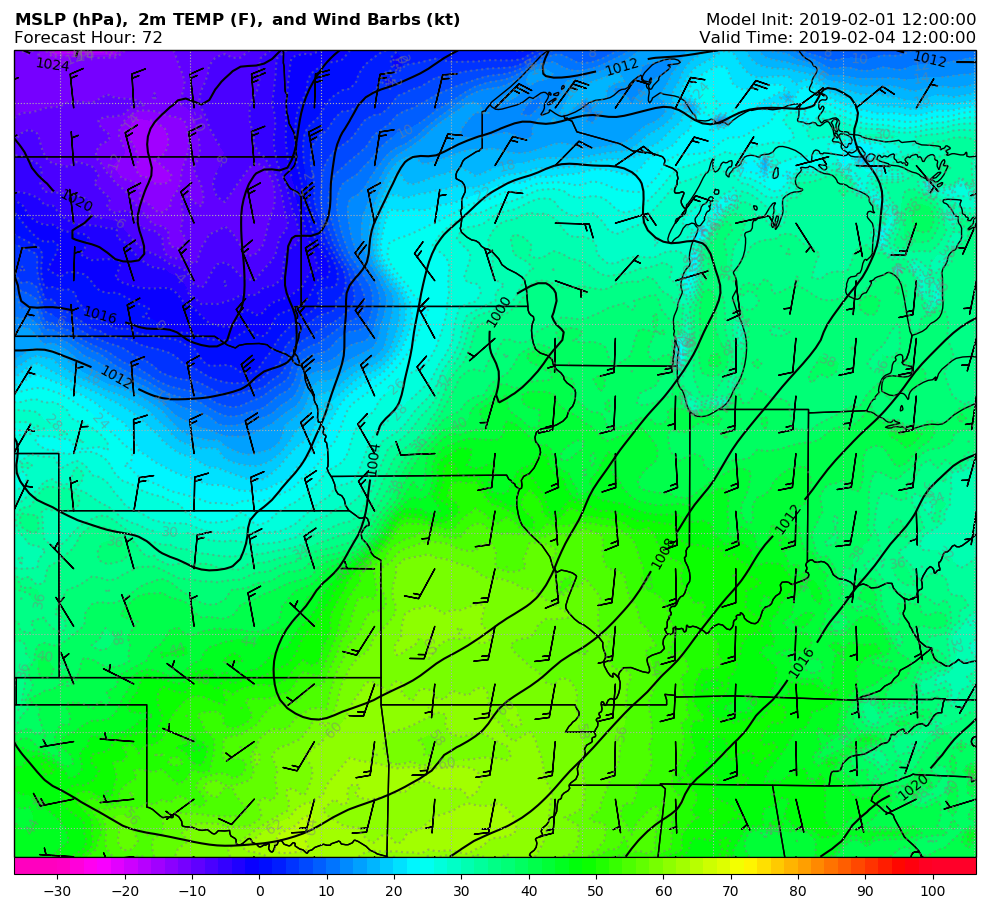 MSLP (hPa), 2m TEMP (F), and Wind Barbs (kt)
Model Init: 2019-02-01 12:00:00
Forecast Hour: 72
Valid Time: 2019-02-04 12:00:00
1024
1012
1012
1020
1016
1000
1012
1004
1012
1008
1016
1020
−30 −20 −10 0 10 20 30 40 50 60 70 80 90 100